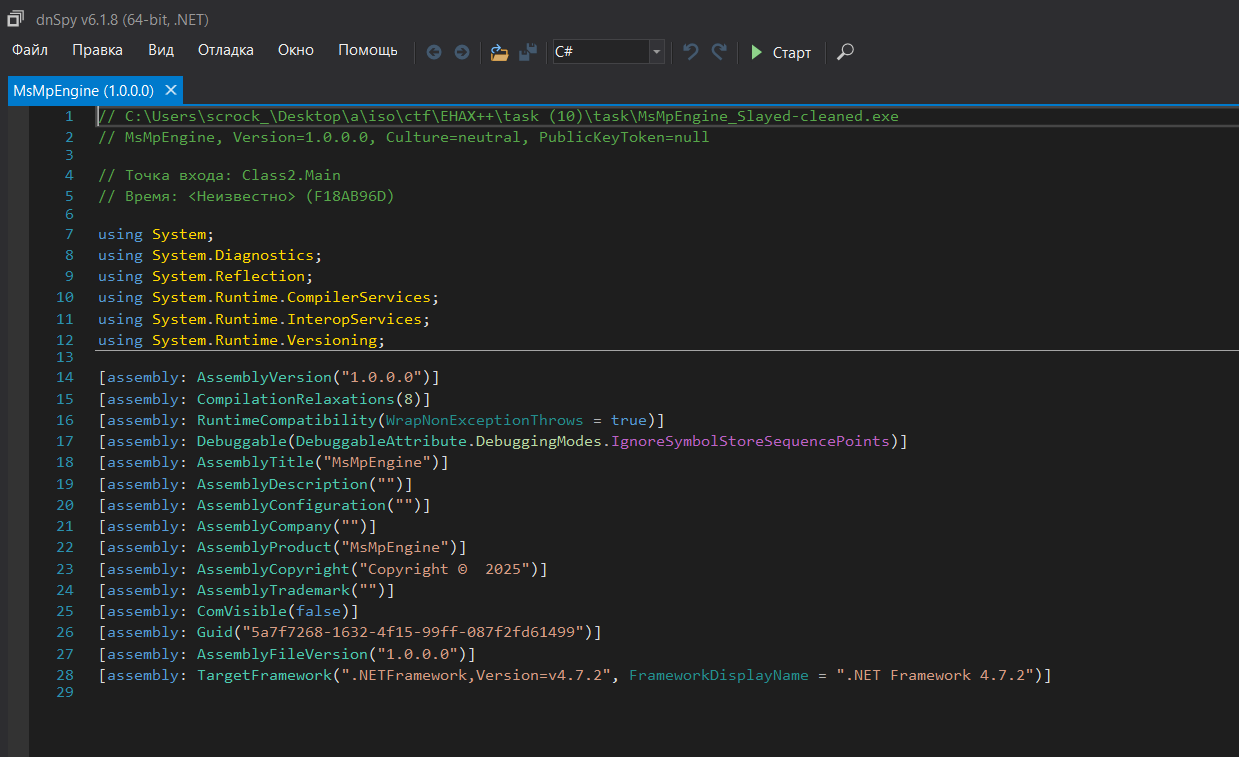 dnSpy v6.1.8 (64-bit, .NET)
Файл Правка Вид Отладка Окно Помощь C# Старт
MsMpEngine (1.0.0.0)
1 // C:\Users\scrock_\Desktop\a\iso\ctf\EHAX++\task (10)\task\MsMpEngine_Slayed-cleaned.exe
2 // MsMpEngine, Version=1.0.0.0, Culture=neutral, PublicKeyToken=null
3
4 // Точка входа: Class2.Main
5 // Время: <Неизвестно> (F18AB96D)
6
7 using System;
8 using System.Diagnostics;
9 using System.Reflection;
10 using System.Runtime.CompilerServices;
11 using System.Runtime.InteropServices;
12 using System.Runtime.Versioning;
13
14 [assembly: AssemblyVersion("1.0.0.0")]
15 [assembly: CompilationRelaxations(8)]
16 [assembly: RuntimeCompatibility(WrapNonExceptionThrows = true)]
17 [assembly: Debuggable(DebuggableAttribute.DebuggingModes.IgnoreSymbolStoreSequencePoints)]
18 [assembly: AssemblyTitle("MsMpEngine")]
19 [assembly: AssemblyDescription("")]
20 [assembly: AssemblyConfiguration("")]
21 [assembly: AssemblyCompany("")]
22 [assembly: AssemblyProduct("MsMpEngine")]
23 [assembly: AssemblyCopyright("Copyright ©  2025")]
24 [assembly: AssemblyTrademark("")]
25 [assembly: ComVisible(false)]
26 [assembly: Guid("5a7f7268-1632-4f15-99ff-087f2fd61499")]
27 [assembly: AssemblyFileVersion("1.0.0.0")]
28 [assembly: TargetFramework(".NETFramework,Version=v4.7.2", FrameworkDisplayName = ".NET Framework 4.7.2")]
29